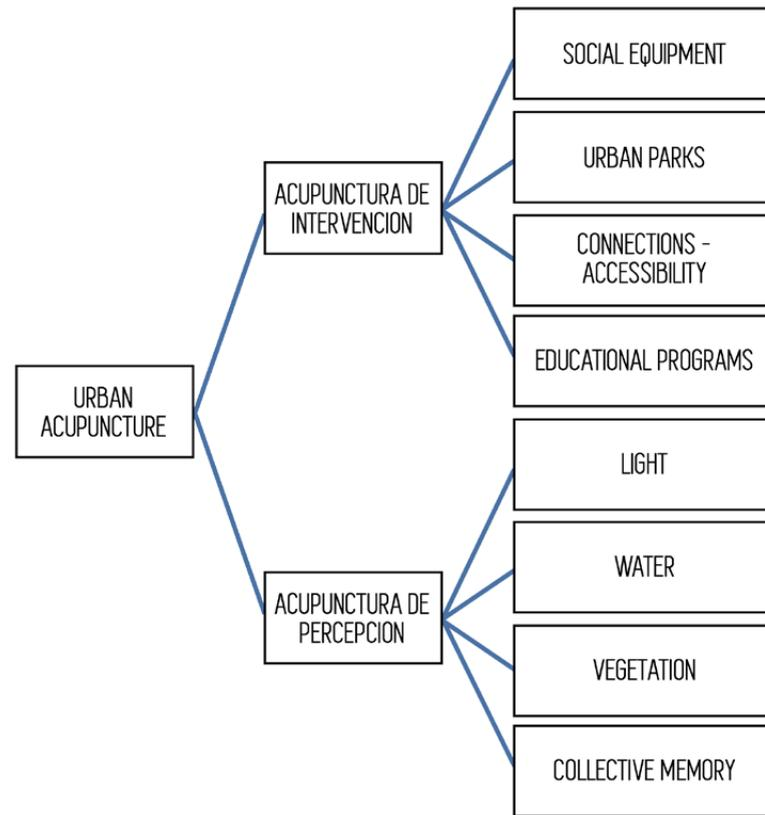 URBAN
ACUPUNCTURE
ACUPUNCTURA DE
INTERVENCION
SOCIAL EQUIPMENT
URBAN PARKS
CONNECTIONS -
ACCESSIBILITY
EDUCATIONAL PROGRAMS
ACUPUNCTURA DE
PERCEPCION
LIGHT
WATER
VEGETATION
COLLECTIVE MEMORY